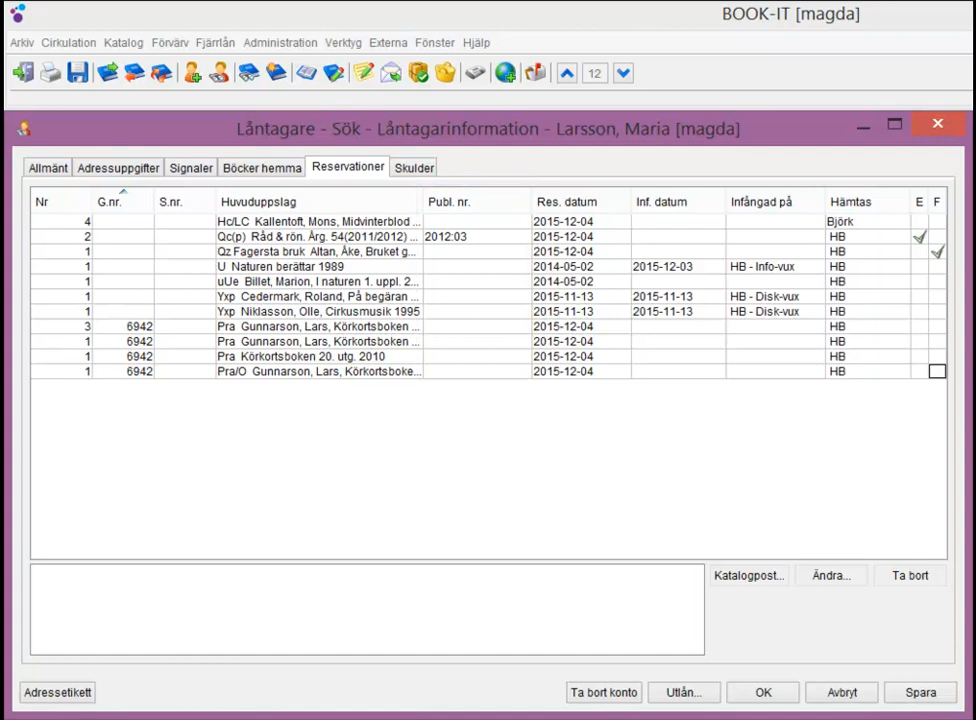 BOOK-IT [magda]
Arkiv Cirkulation Katalog Förvärv Fjärrlån Administration Verktyg Externa Fönster Hjälp
12
Låntagare - Sök - Låntagarinformation - Larsson, Maria [magda]
Allmänt Adressuppgifter Signaler Böcker hemma Reservationer Skulder
Nr G.nr. S.nr. Huvuduppslag Publ. nr. Res. datum Inf. datum Infångad på Hämtas E F
4 Hc/LC Kallentoft, Mons, Midvinterblod ... 2015-12-04 Björk
2 Qc(p) Råd & rön. Årg. 54(2011/2012) ... 2012:03 2015-12-04 HB
1 Qz Fagersta bruk Altan, Åke, Bruket g... 2015-12-04 HB
1 U Naturen berättar 1989 2014-05-02 2015-12-03 HB - Info-vux HB
1 uUe Billet, Marion, I naturen 1. uppl. 2... 2014-05-02 HB
1 Yxp Cedermark, Roland, På begäran ... 2015-11-13 2015-11-13 HB - Disk-vux HB
1 Yxp Niklasson, Olle, Cirkusmusik 1995 2015-11-13 2015-11-13 HB - Disk-vux HB
3 6942 Pra Gunnarson, Lars, Körkortsboken ... 2015-12-04 HB
1 6942 Pra Gunnarson, Lars, Körkortsboken ... 2015-12-04 HB
1 6942 Pra Körkortsboken 20. utg. 2010 2015-12-04 HB
1 6942 Pra/O Gunnarson, Lars, Körkortsboke... 2015-12-04 HB
Katalogpost... Ändra... Ta bort
Adressetikett Ta bort konto Utlån... OK Avbryt Spara